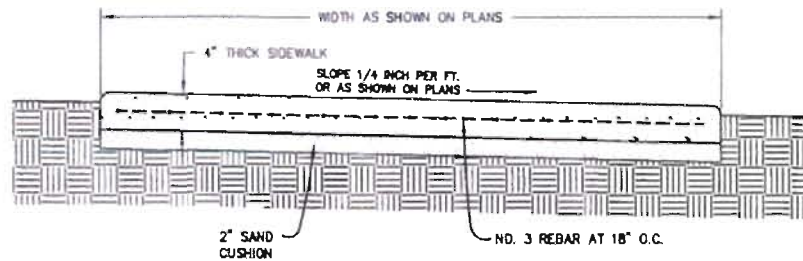 WIDTH AS SHOWN ON PLANS
4" THICK SIDEWALK
SLOPE 1/4 INCH PER FT.
OR AS SHOWN ON PLANS
2" SAND
CUSHION
NO. 3 REBAR AT 18" O.C.